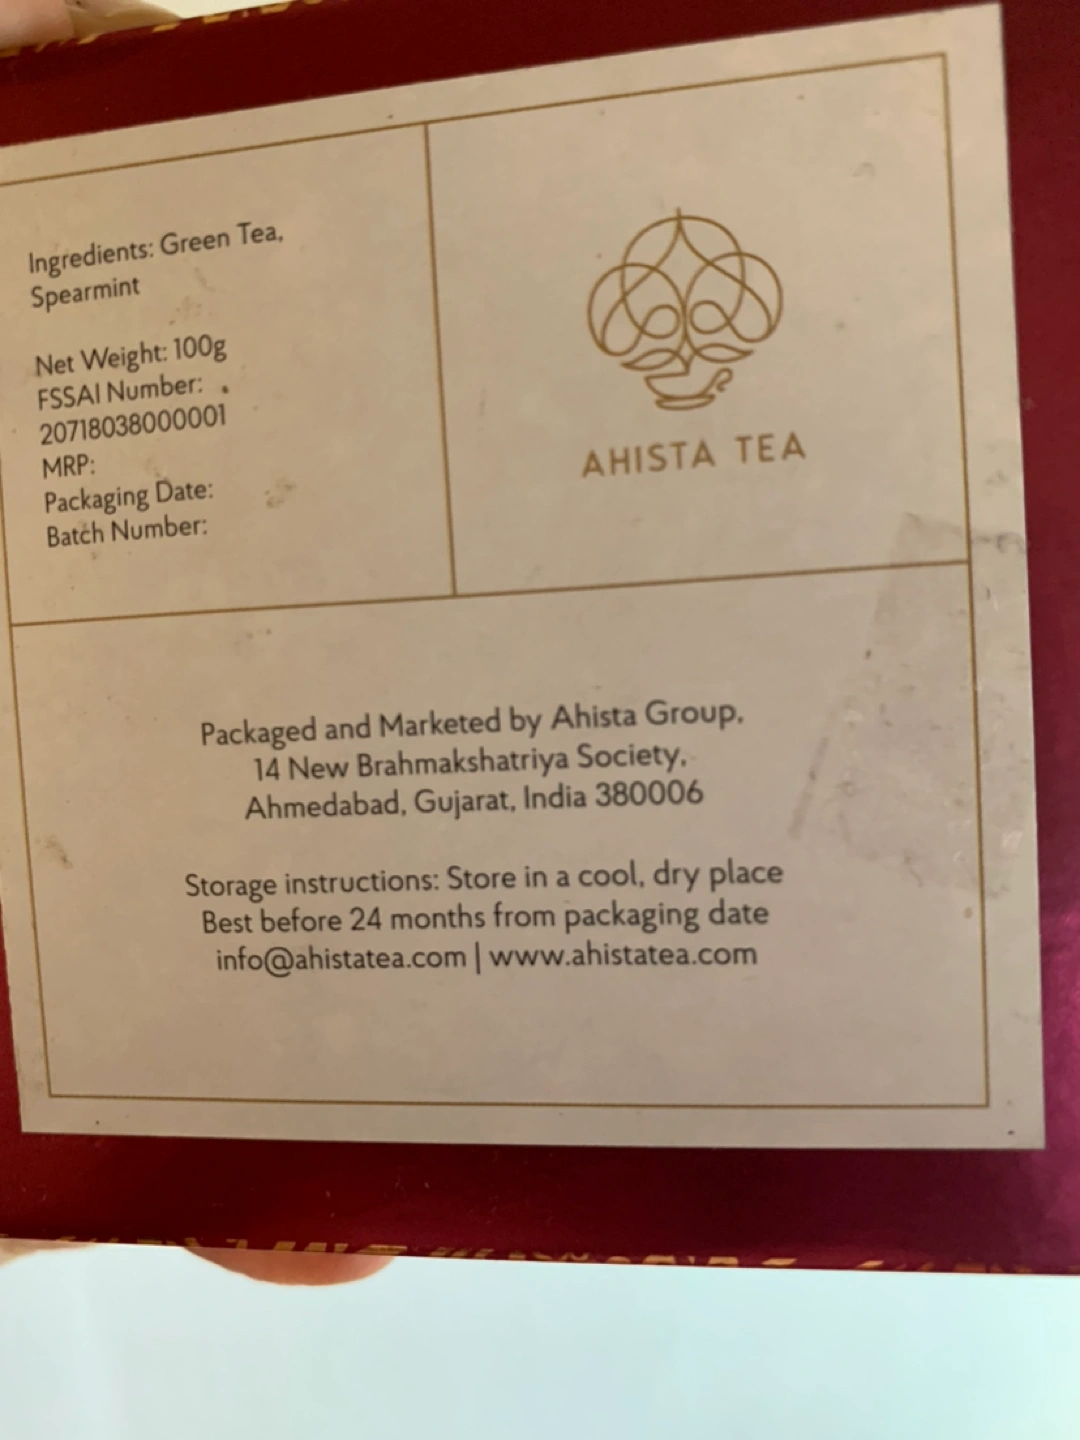 Ingredients: Green Tea,
Spearmint
Net Weight: 100g
FSSAI Number:
20718038000001
MRP:
Packaging Date:
Batch Number:
AHISTA TEA
Packaged and Marketed by Ahista Group,
14 New Brahmakshatriya Society,
Ahmedabad, Gujarat, India 380006
Storage instructions: Store in a cool, dry place
Best before 24 months from packaging date
info@ahistatea.com | www.ahistatea.com